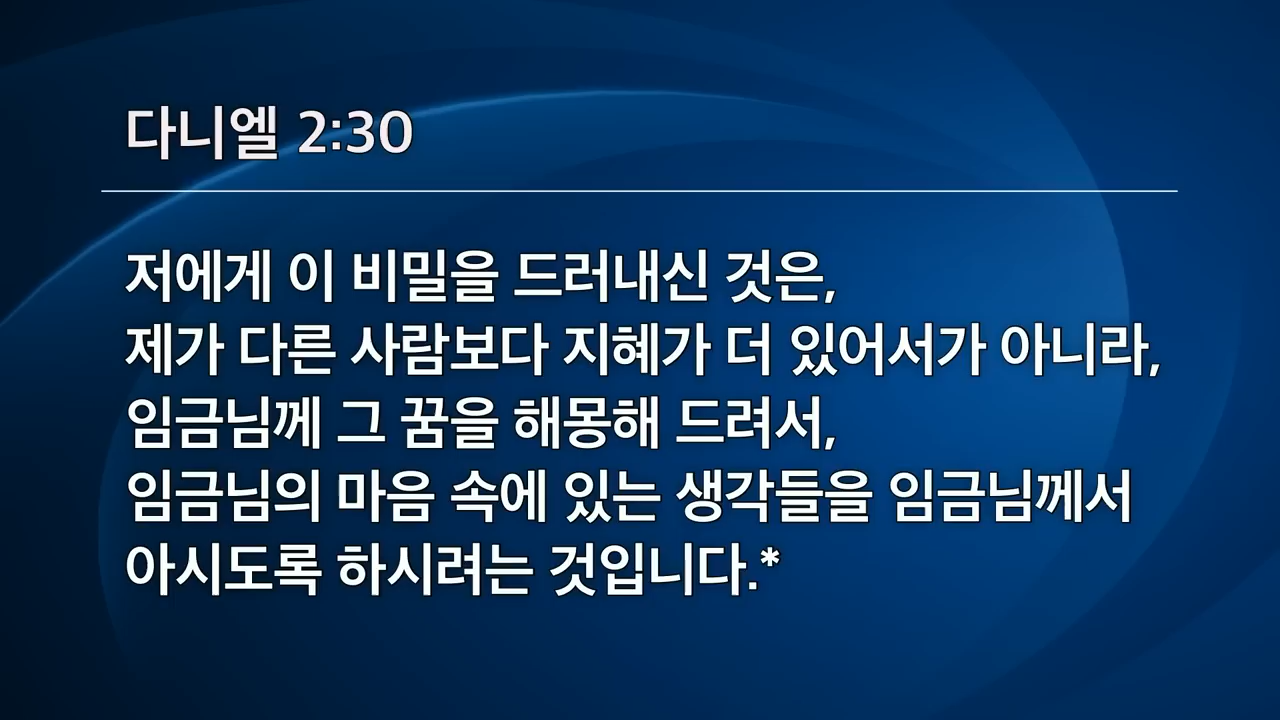 다니엘 2:30
저에게 이 비밀을 드러내신 것은,
제가 다른 사람보다 지혜가 더 있어서가 아니라,
임금님께 그 꿈을 해몽해 드려서,
임금님의 마음 속에 있는 생각들을 임금님께서
아시도록 하시려는 것입니다.*